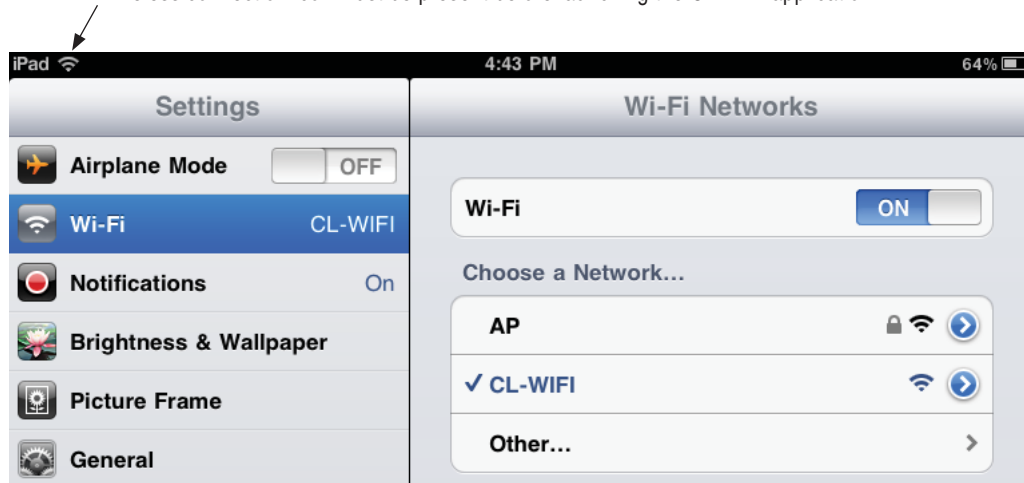 iPad 4:43 PM 64%
Settings
Wi-Fi Networks
Airplane Mode OFF
Wi-Fi CL-WIFI
Notifications On
Brightness & Wallpaper
Picture Frame
General
Wi-Fi ON
Choose a Network...
AP
CL-WIFI
Other...